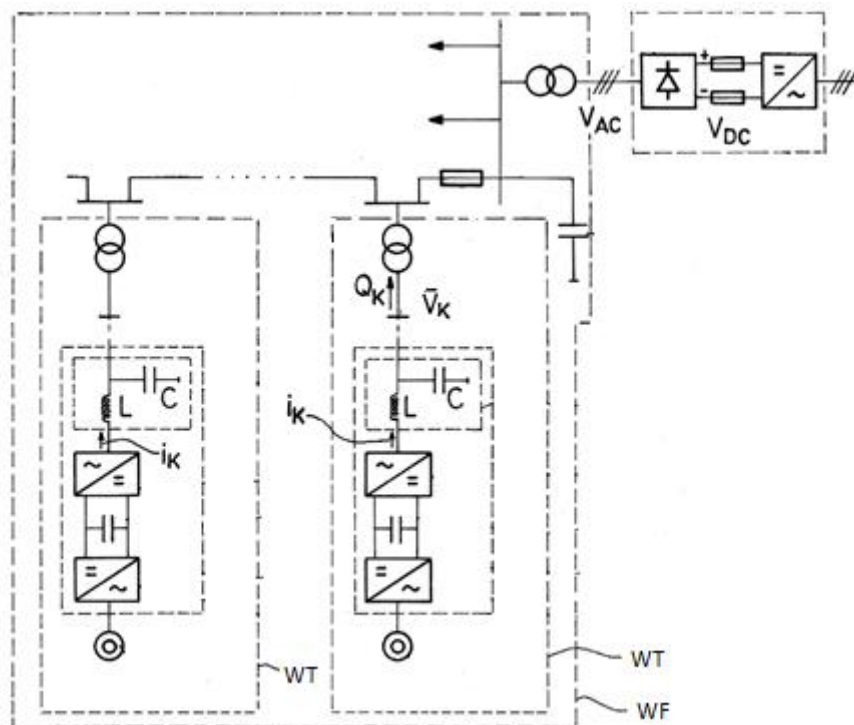 V_AC
+
-
V_DC
=
~
Q_K
V̄_K
L
C
L
C
i_K
i_K
~
=
~
=
=
~
=
~
WT
WT
WF